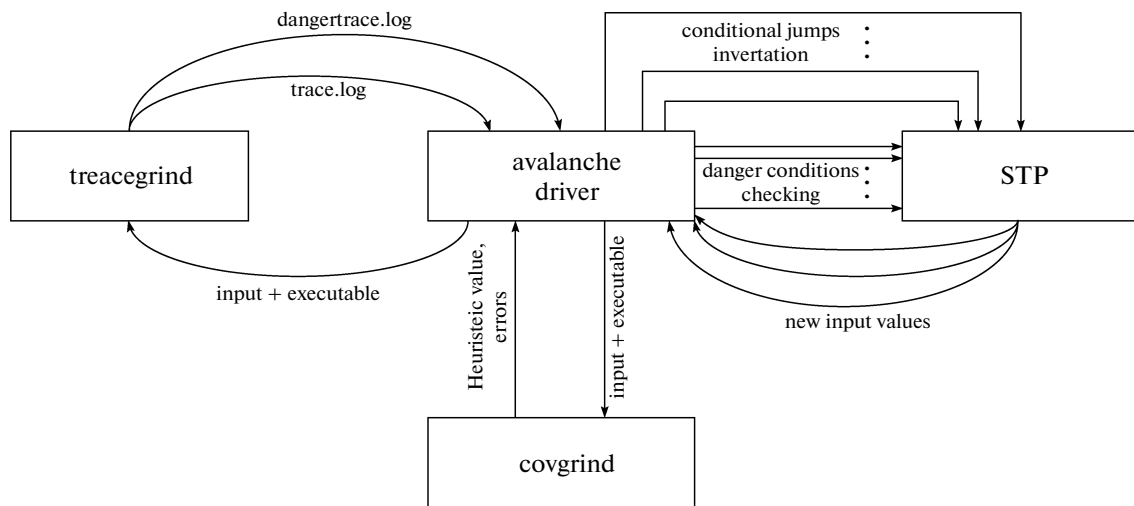 dangertrace.log
conditional jumps
invertation
trace.log
treacegrind
avalanche
driver
danger conditions
checking
STP
input + executable
Heuristeic value,
errors
input + executable
new input values
covgrind